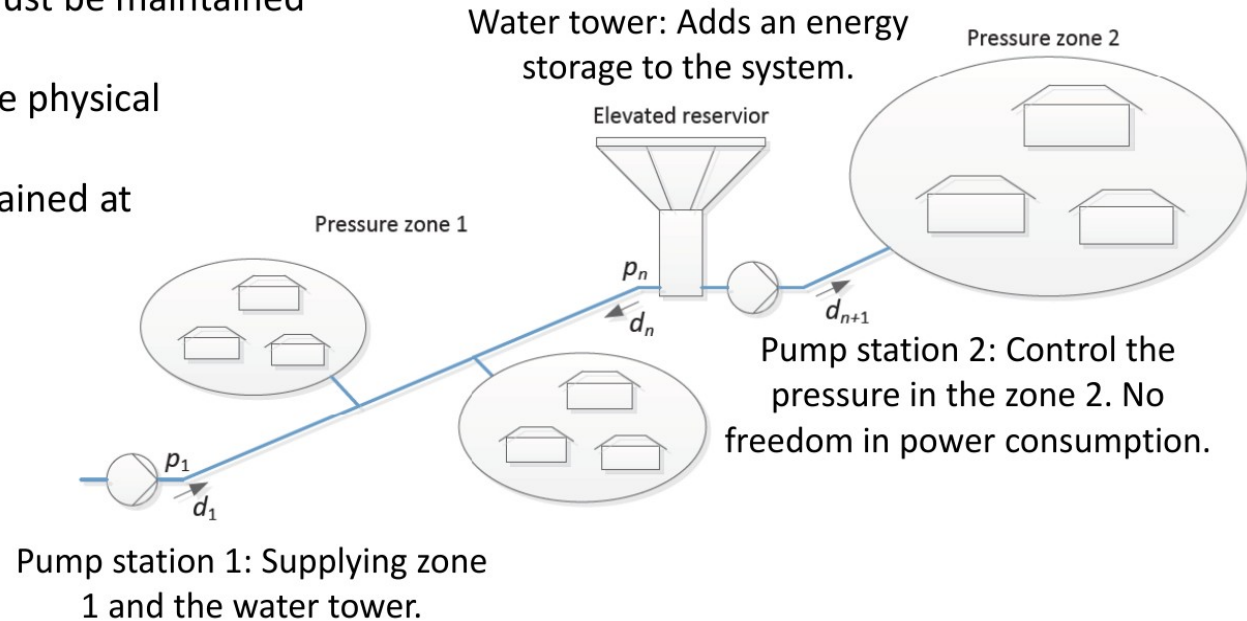 ust be maintained
e physical
ained at
Water tower: Adds an energy
storage to the system.
Elevated reservior
Pressure zone 2
Pressure zone 1
pn
dn
dn+1
Pump station 2: Control the
pressure in the zone 2. No
freedom in power consumption.
p1
d1
Pump station 1: Supplying zone
1 and the water tower.